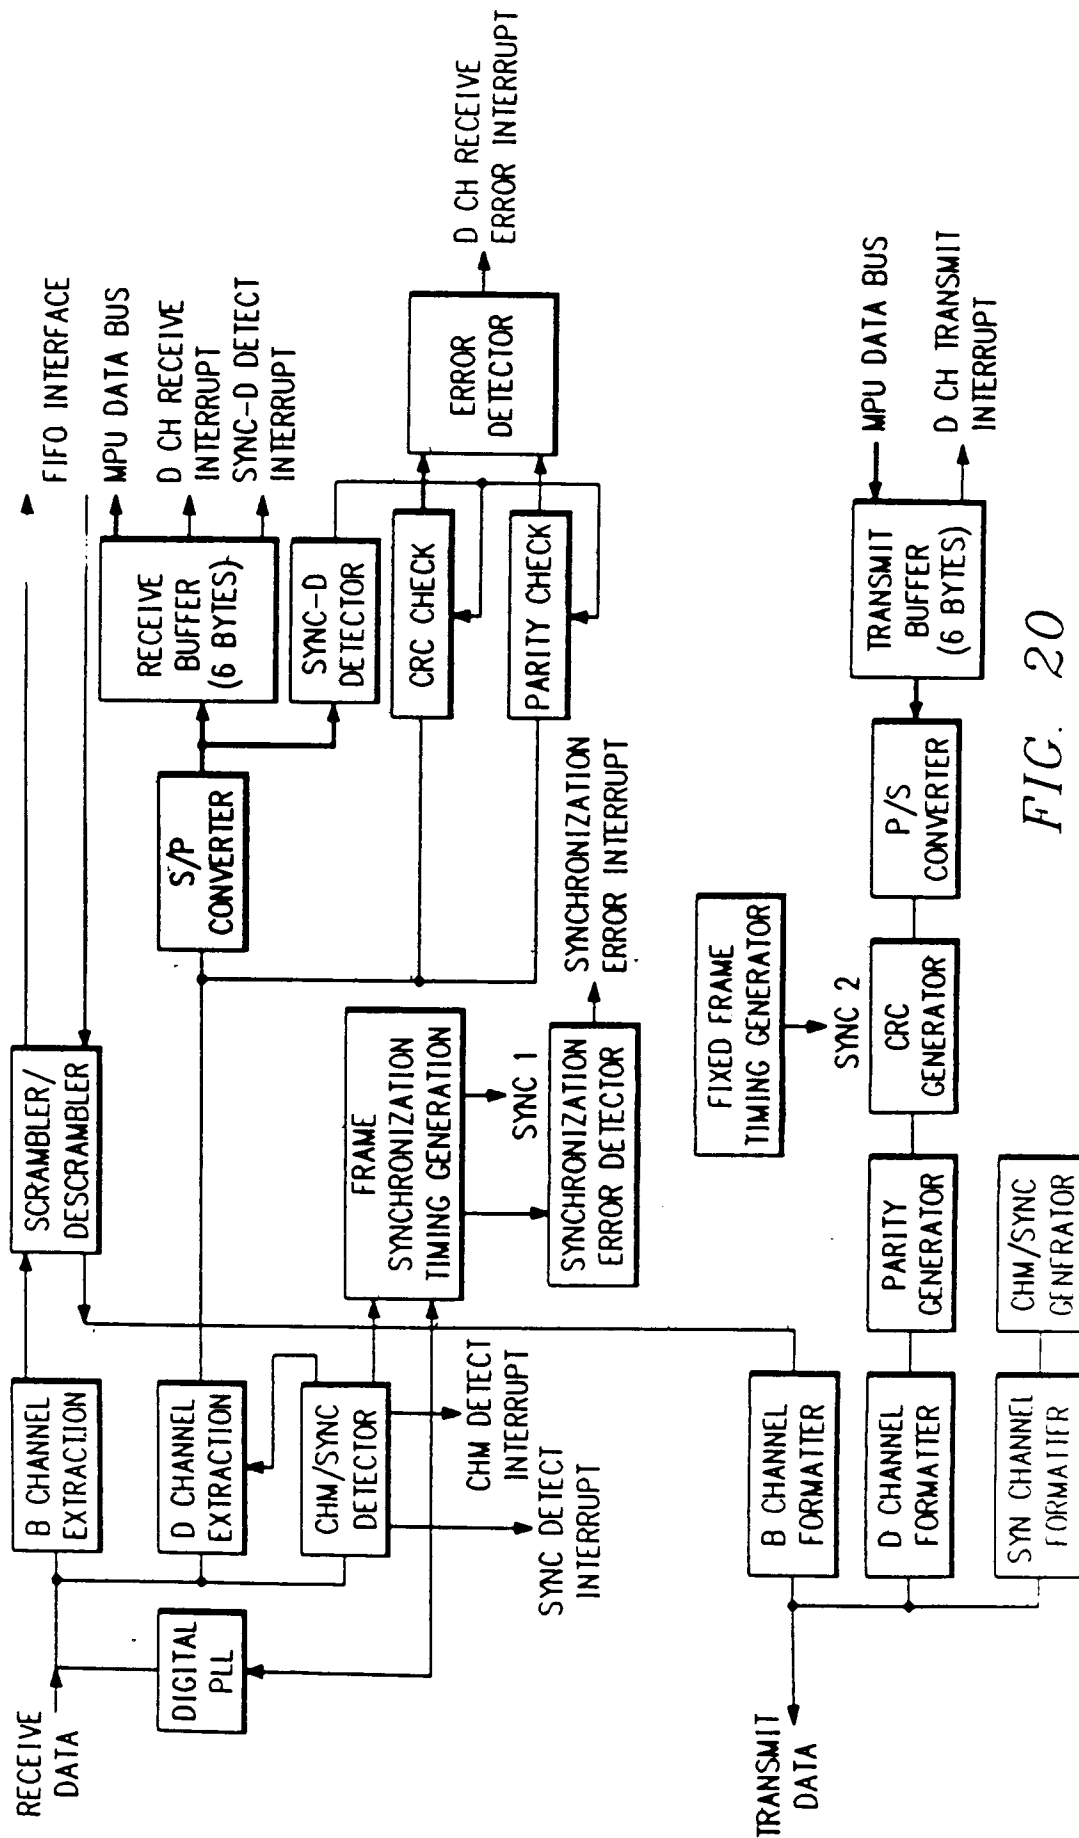 RECEIVE
DATA
DIGITAL
PLL
B CHANNEL
EXTRACTION
D CHANNEL
EXTRACTION
CHM/SYNC
DETECTOR
SYNC DETECT
INTERRUPT
CHM DETECT
INTERRUPT
SCRAMBLER/
DESCRAMBLER
FRAME
SYNCHRONIZATION
TIMING GENERATION
SYNC 1
SYNCHRONIZATION
ERROR DETECTOR
SYNCHRONIZATION
ERROR INTERRUPT
S/P
CONVERTER
RECEIVE
BUFFER
(6 BYTES)
SYNC-D
DETECTOR
CRC CHECK
PARITY CHECK
ERROR
DETECTOR
FIFO INTERFACE
MPU DATA BUS
D CH RECEIVE
INTERRUPT
SYNC-D DETECT
INTERRUPT
D CH RECEIVE
ERROR INTERRUPT
TRANSMIT
DATA
B CHANNEL
FORMATTER
D CHANNEL
FORMATTER
SYN CHANNEL
FORMATTER
PARITY
GENERATOR
CHM/SYNC
GENERATOR
FIXED FRAME
TIMING GENERATOR
SYNC 2
CRC
GENERATOR
P/S
CONVERTER
TRANSMIT
BUFFER
(6 BYTES)
MPU DATA BUS
D CH TRANSMIT
INTERRUPT
FIG. 20